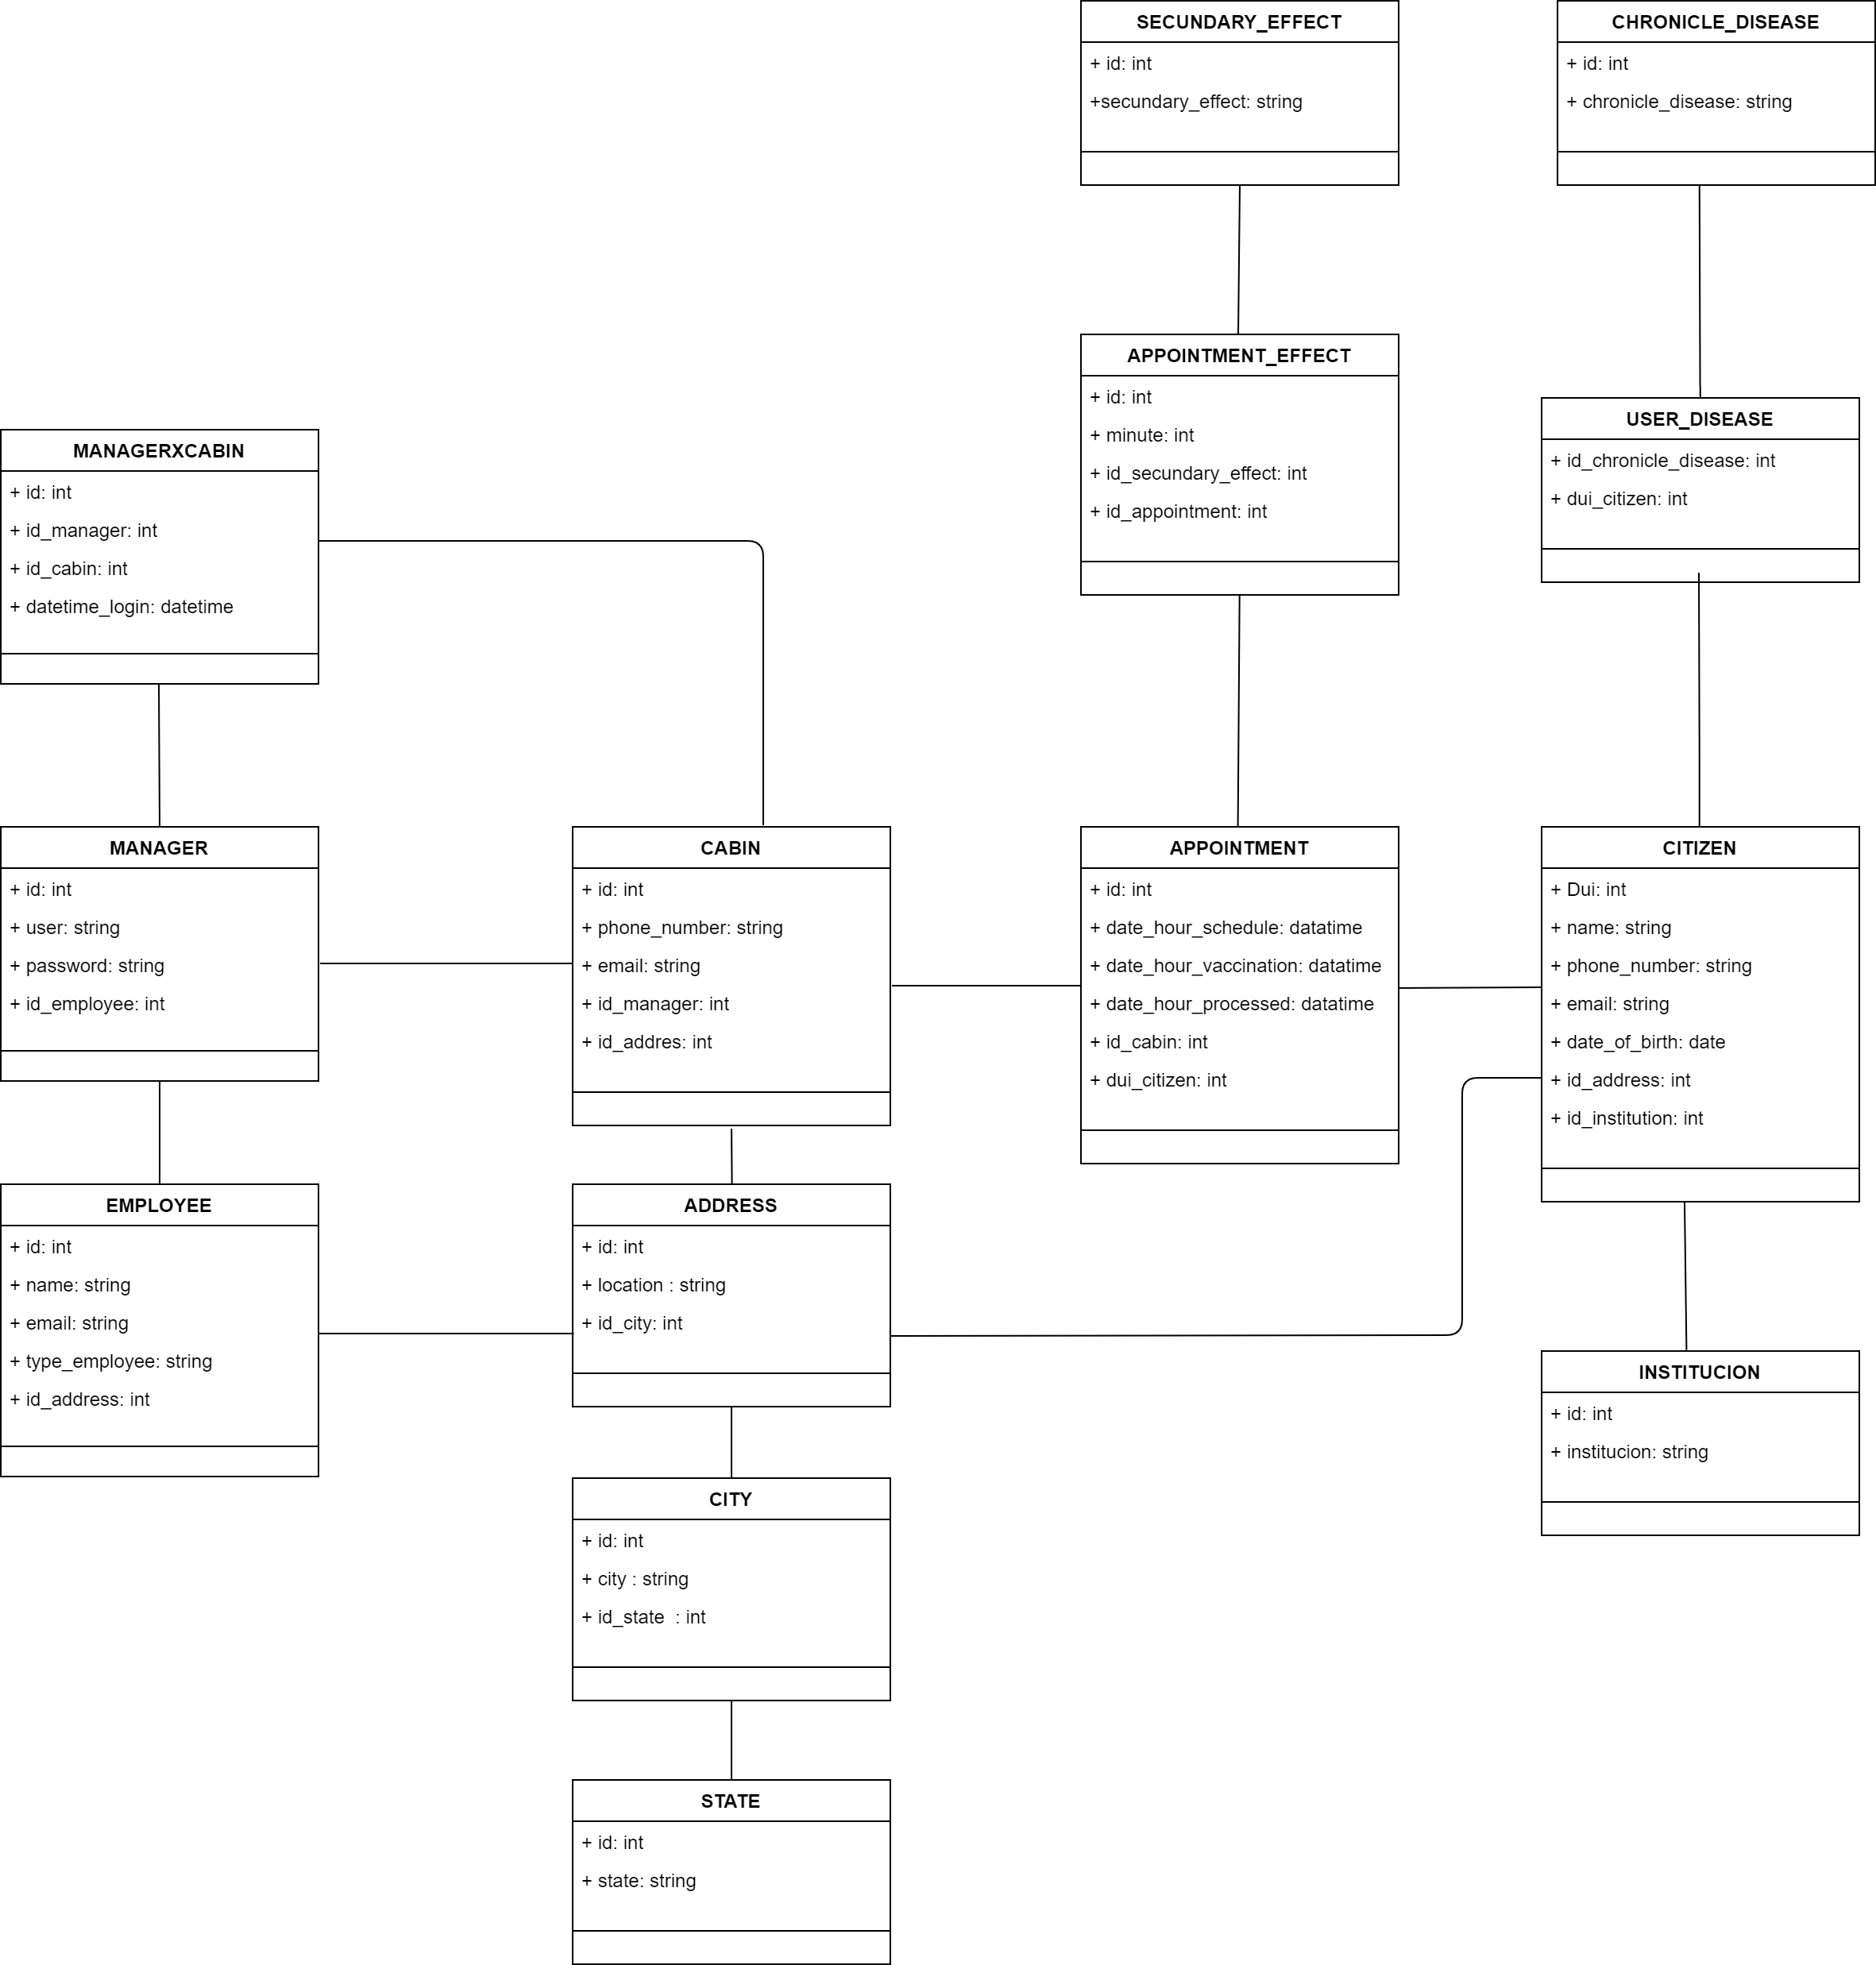 SECUNDARY_EFFECT
+ id: int
+secundary_effect: string
CHRONICLE_DISEASE
+ id: int
+ chronicle_disease: string
APPOINTMENT_EFFECT
+ id: int
+ minute: int
+ id_secundary_effect: int
+ id_appointment: int
USER_DISEASE
+ id_chronicle_disease: int
+ dui_citizen: int
MANAGERXCABIN
+ id: int
+ id_manager: int
+ id_cabin: int
+ datetime_login: datetime
MANAGER
+ id: int
+ user: string
+ password: string
+ id_employee: int
CABIN
+ id: int
+ phone_number: string
+ email: string
+ id_manager: int
+ id_addres: int
APPOINTMENT
+ id: int
+ date_hour_schedule: datatime
+ date_hour_vaccination: datatime
+ date_hour_processed: datatime
+ id_cabin: int
+ dui_citizen: int
CITIZEN
+ Dui: int
+ name: string
+ phone_number: string
+ email: string
+ date_of_birth: date
+ id_address: int
+ id_institution: int
EMPLOYEE
+ id: int
+ name: string
+ email: string
+ type_employee: string
+ id_address: int
ADDRESS
+ id: int
+ location : string
+ id_city: int
INSTITUCION
+ id: int
+ institucion: string
CITY
+ id: int
+ city : string
+ id_state  : int
STATE
+ id: int
+ state: string